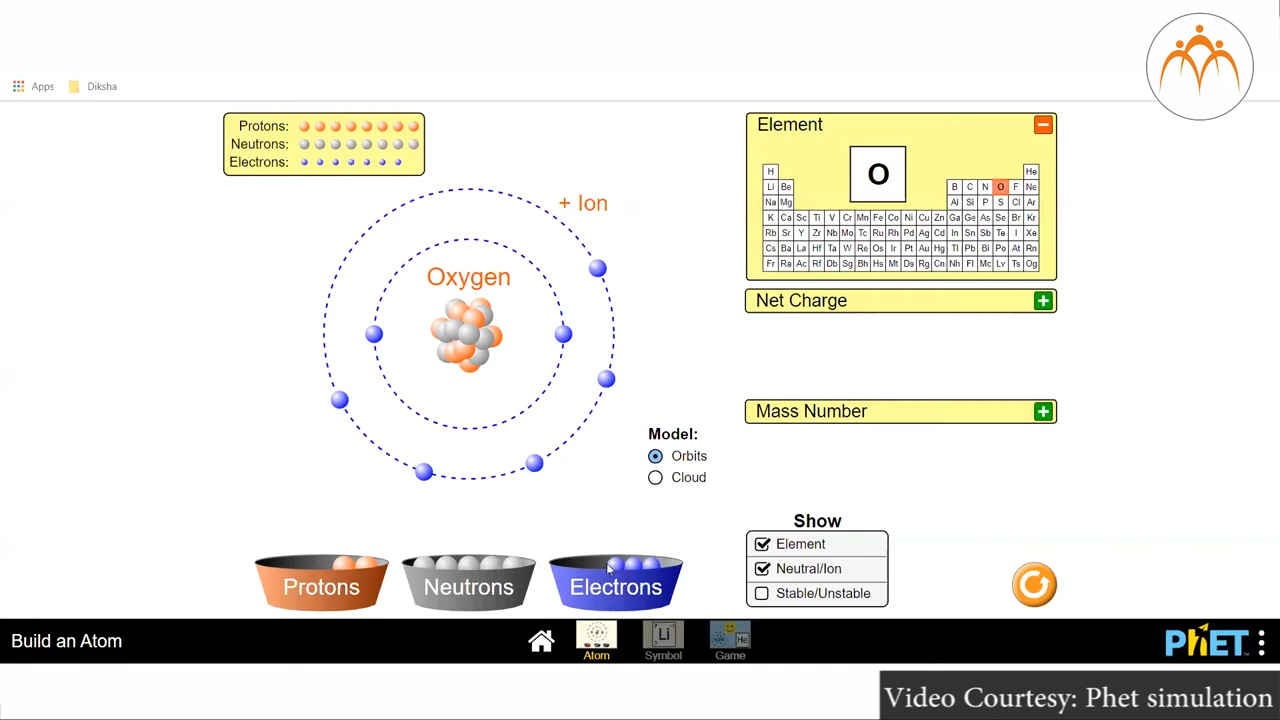 Apps Diksha
Protons:
Neutrons:
Electrons:
+ Ion
Oxygen
Element
O
H He
Li Be B C N O F Ne
Na Mg Al Si P S Cl Ar
K Ca Sc Ti V Cr Mn Fe Co Ni Cu Zn Ga Ge As Se Br Kr
Rb Sr Y Zr Nb Mo Tc Ru Rh Pd Ag Cd In Sn Sb Te I Xe
Cs Ba La Hf Ta W Re Os Ir Pt Au Hg Tl Pb Bi Po At Rn
Fr Ra Ac Rf Db Sg Bh Hs Mt Ds Rg Cn Nh Fl Mc Lv Ts Og
Net Charge
Mass Number
Model:
Orbits
Cloud
Show
Element
Neutral/Ion
Stable/Unstable
Protons
Neutrons
Electrons
Build an Atom
Atom
Li
Symbol
He
Game
PhET
Video Courtesy: Phet simulation